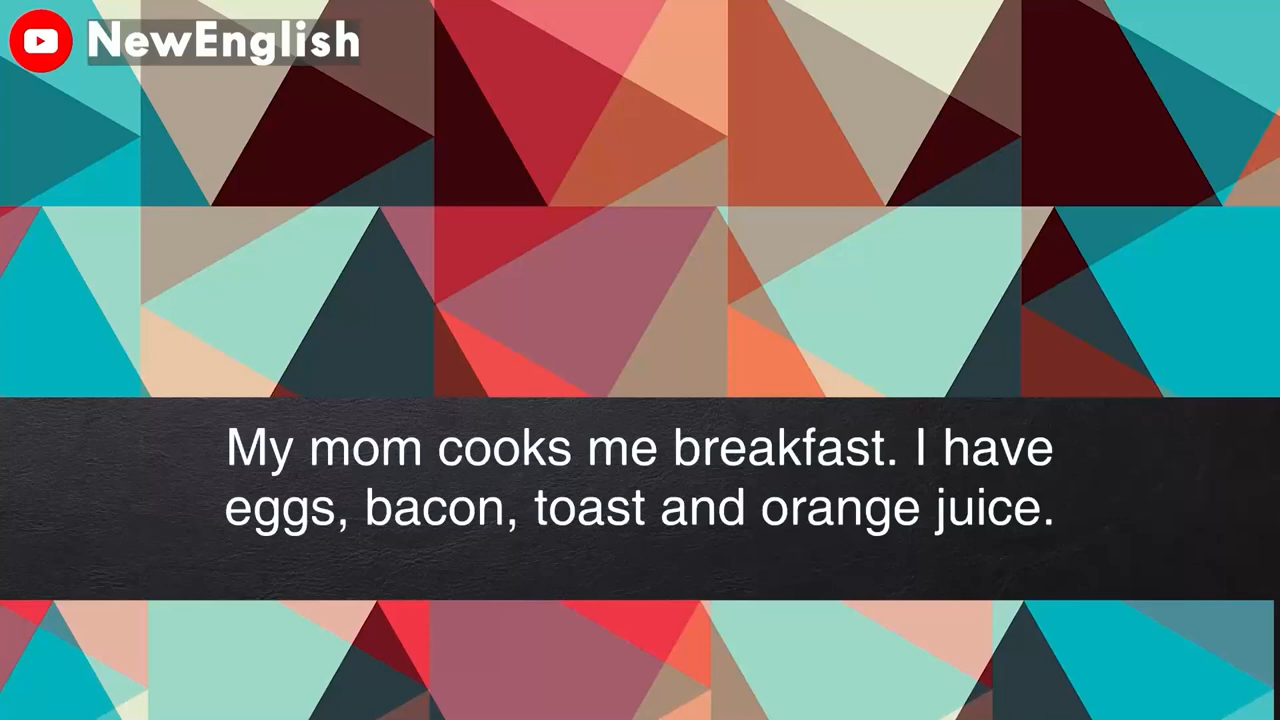 NewEnglish
My mom cooks me breakfast. I have
eggs, bacon, toast and orange juice.